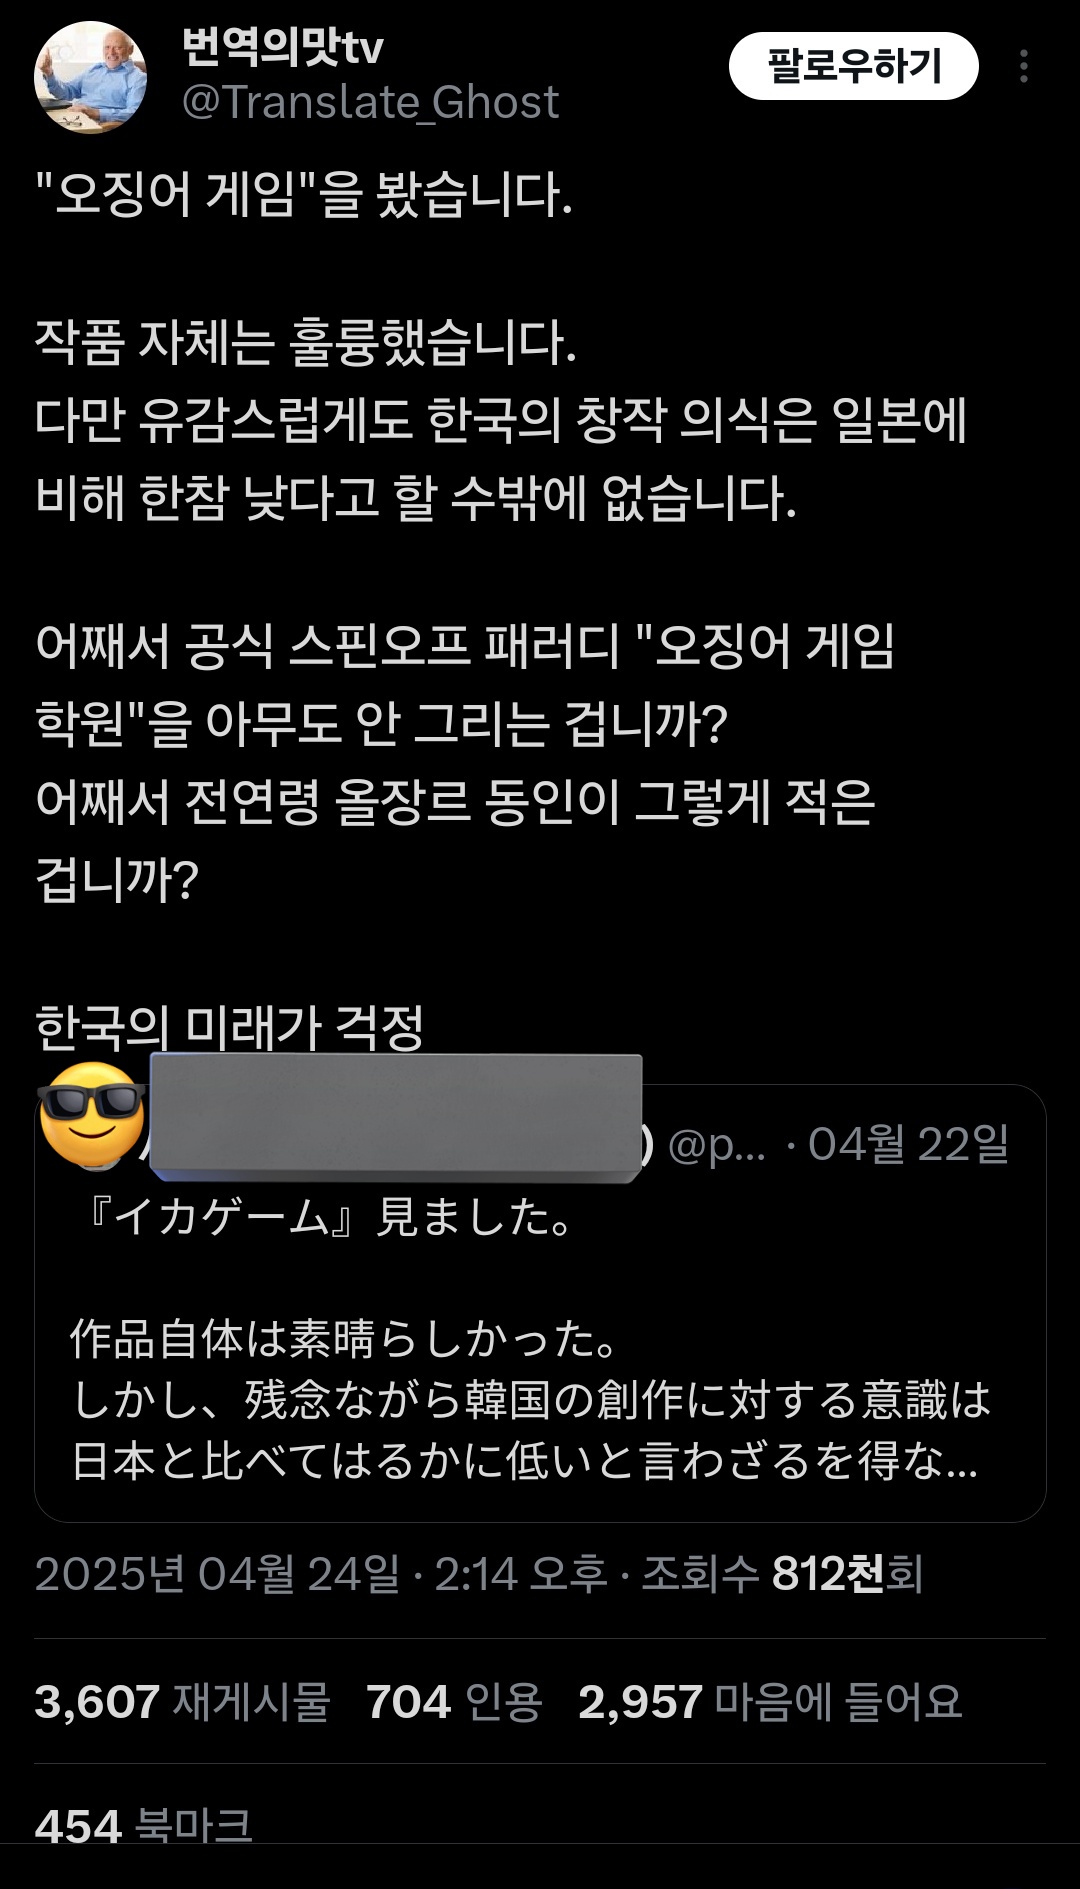 번역의맛tv
팔로우하기
@Translate_Ghost
"오징어 게임"을 봤습니다.
작품 자체는 훌륭했습니다.
다만 유감스럽게도 한국의 창작 의식은 일본에
비해 한참 낮다고 할 수밖에 없습니다.
어째서 공식 스핀오프 패러디 "오징어 게임
학원"을 아무도 안 그리는 겁니까?
어째서 전연령 올장르 동인이 그렇게 적은
겁니까?
한국의 미래가 걱정
) @p... · 04월 22일
『イカゲーム』見ました。
作品自体は素晴らしかった。
しかし、残念ながら韓国の創作に対する意識は
日本と比べてはるかに低いと言わざるを得な...
2025년 04월 24일 · 2:14 오후 · 조회수 812천회
3,607 재게시물 704 인용 2,957 마음에 들어요
454 북마크